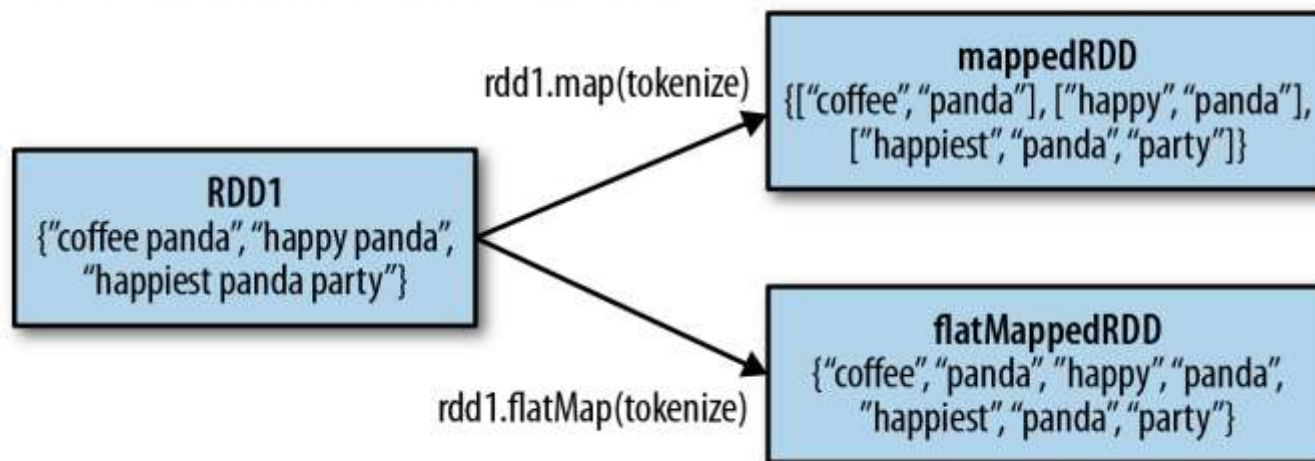 RDD1
{"coffee panda", "happy panda",
"happiest panda party"}
rdd1.map(tokenize)
mappedRDD
{["coffee","panda"], ["happy","panda"],
["happiest","panda","party"]}
rdd1.flatMap(tokenize)
flatMappedRDD
{"coffee","panda","happy","panda",
"happiest","panda","party"}